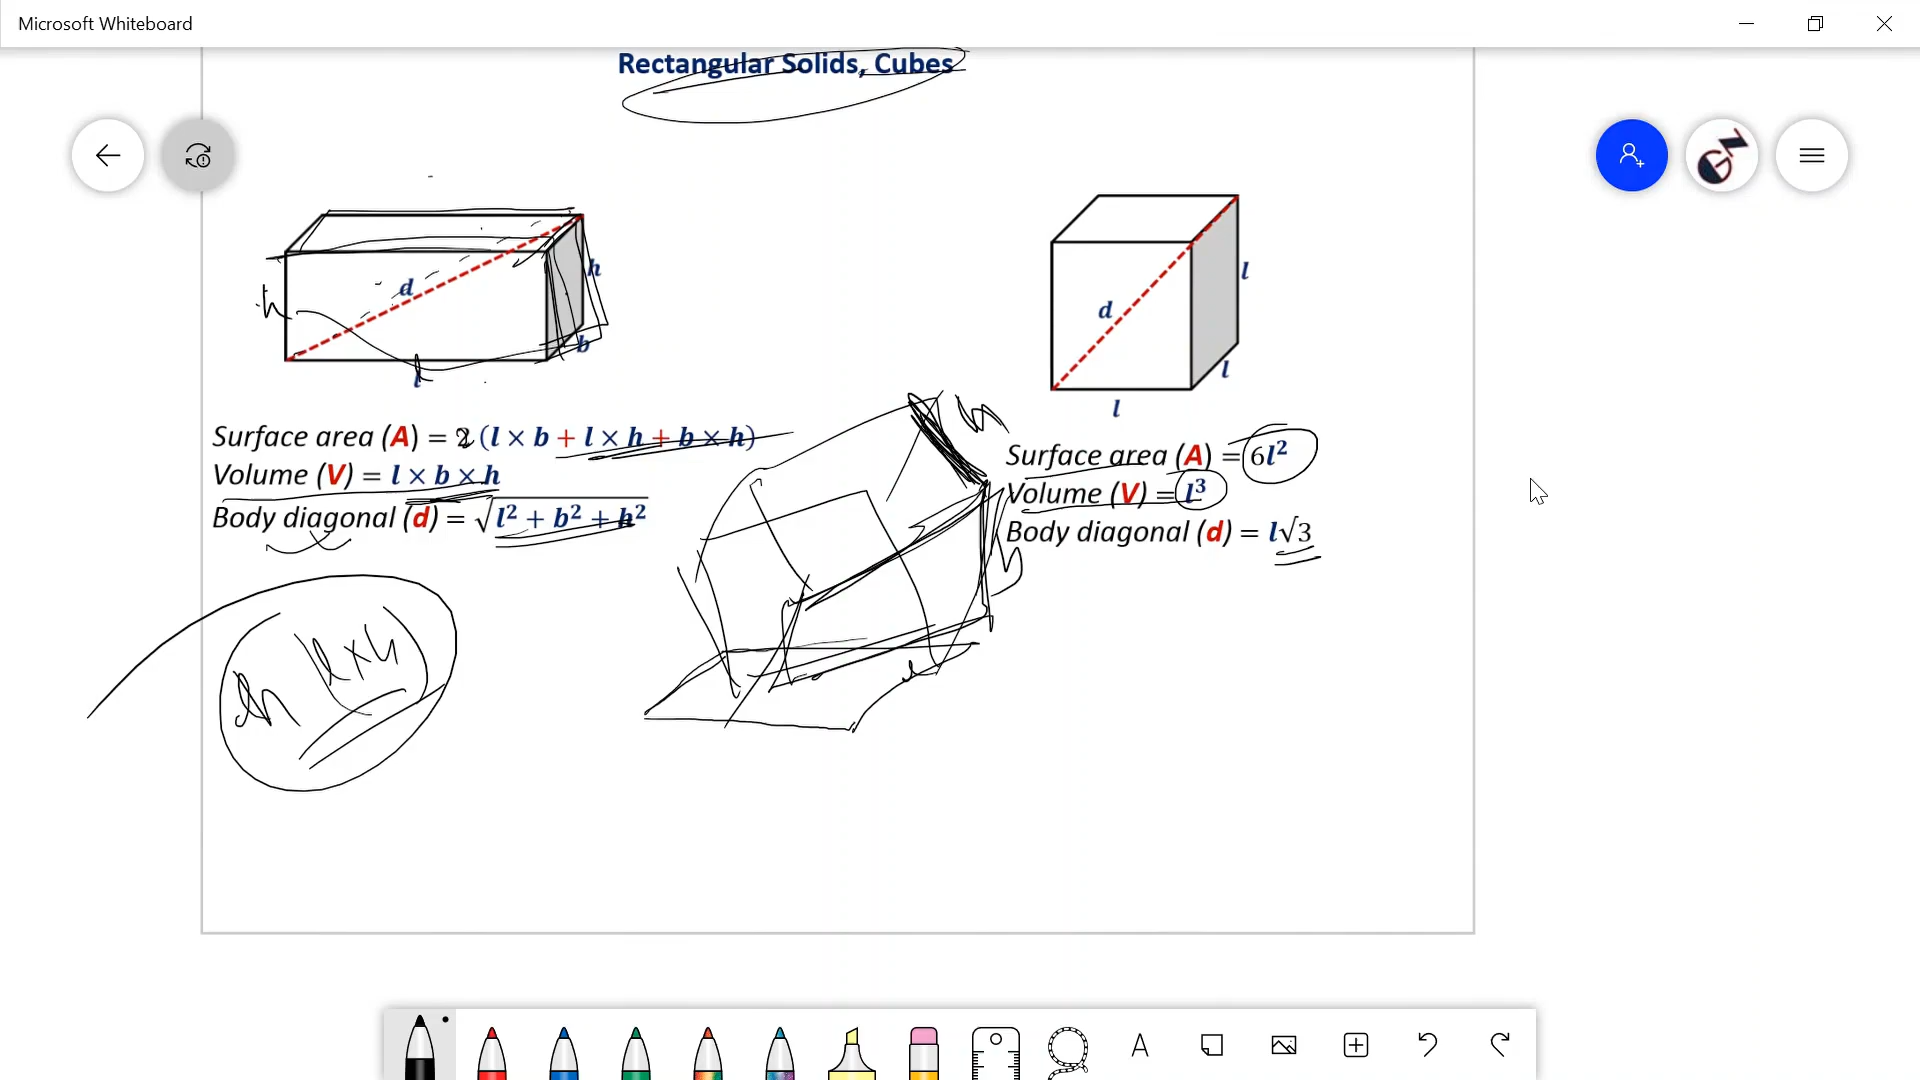 Microsoft Whiteboard
Rectangular Solids, Cubes
h
d
h
b
l
d
l
l
l
Surface area (A) = 2 (l × b + l × h + b × h)
Volume (V) = l × b × h
Body diagonal (d) = √l² + b² + h²
Surface area (A) = 6l²
Volume (V) = l³
Body diagonal (d) = l√3
l × h
A